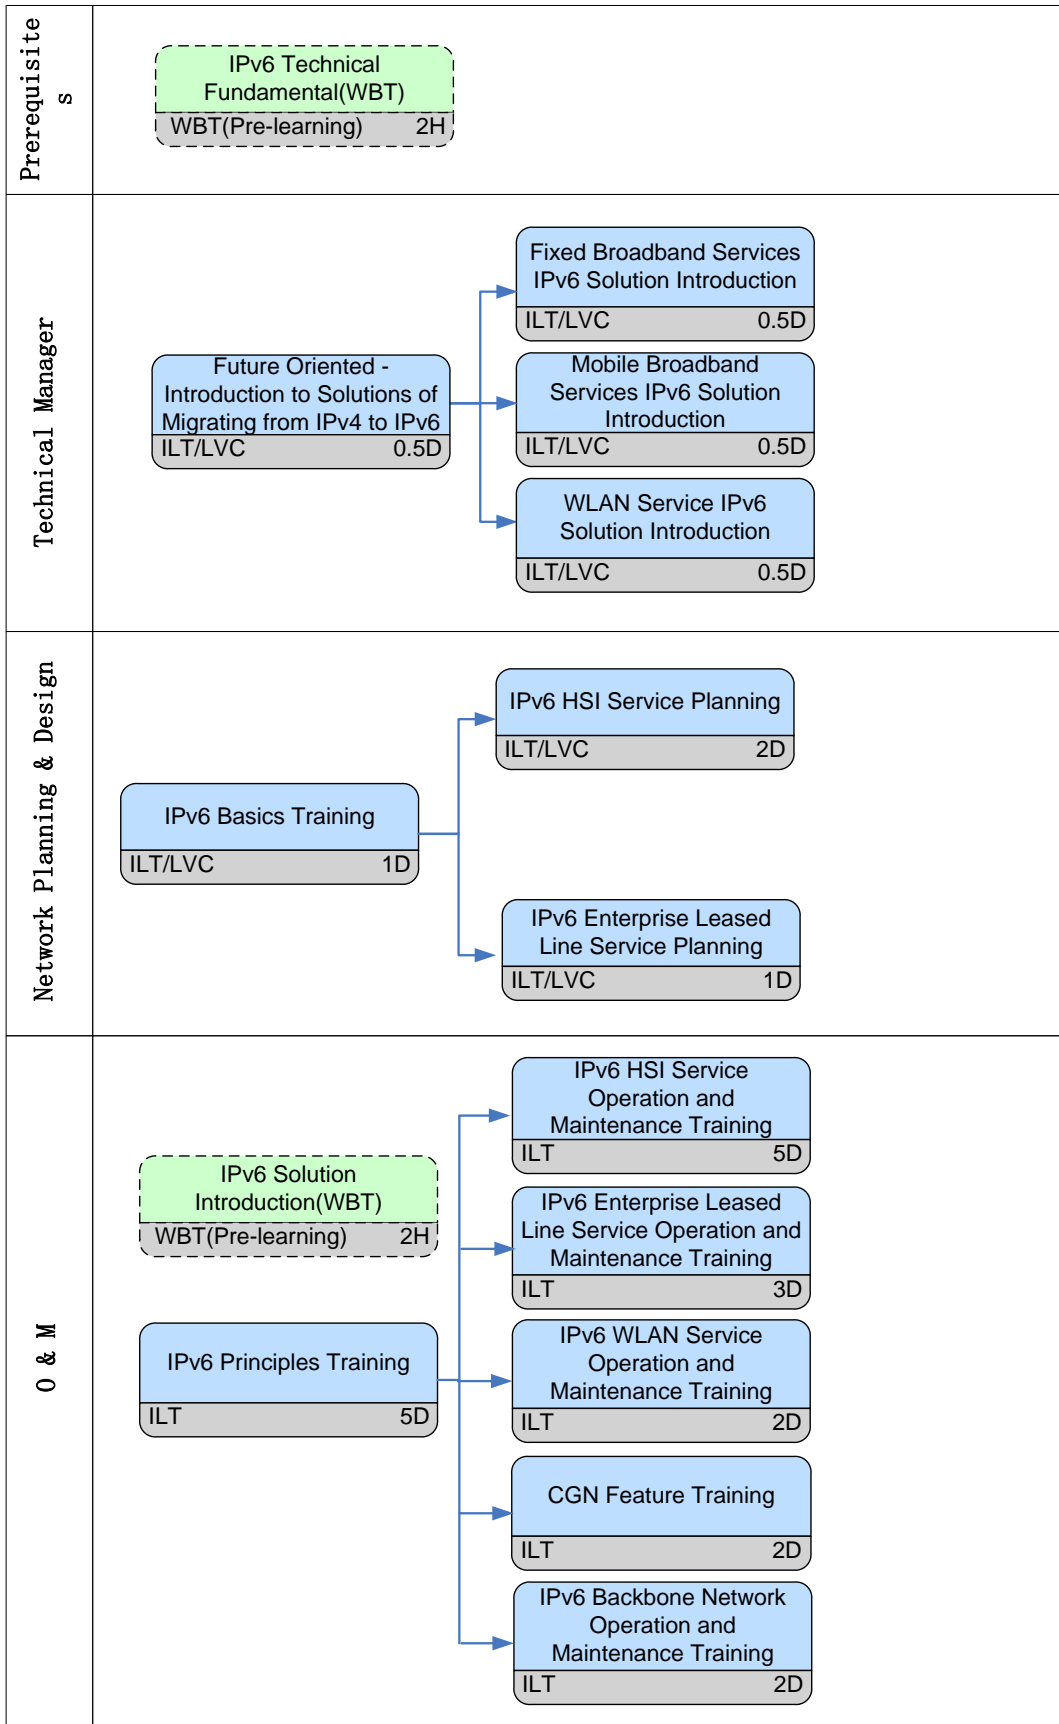 Prerequisite
s
IPv6 Technical
Fundamental(WBT)
WBT(Pre-learning) 2H
Technical Manager
Fixed Broadband Services
IPv6 Solution Introduction
ILT/LVC 0.5D
Future Oriented -
Introduction to Solutions of
Migrating from IPv4 to IPv6
ILT/LVC 0.5D
Mobile Broadband
Services IPv6 Solution
Introduction
ILT/LVC 0.5D
WLAN Service IPv6
Solution Introduction
ILT/LVC 0.5D
Network Planning & Design
IPv6 HSI Service Planning
ILT/LVC 2D
IPv6 Basics Training
ILT/LVC 1D
IPv6 Enterprise Leased
Line Service Planning
ILT/LVC 1D
O & M
IPv6 HSI Service
Operation and
Maintenance Training
ILT 5D
IPv6 Solution
Introduction(WBT)
WBT(Pre-learning) 2H
IPv6 Enterprise Leased
Line Service Operation and
Maintenance Training
ILT 3D
IPv6 Principles Training
ILT 5D
IPv6 WLAN Service
Operation and
Maintenance Training
ILT 2D
CGN Feature Training
ILT 2D
IPv6 Backbone Network
Operation and
Maintenance Training
ILT 2D